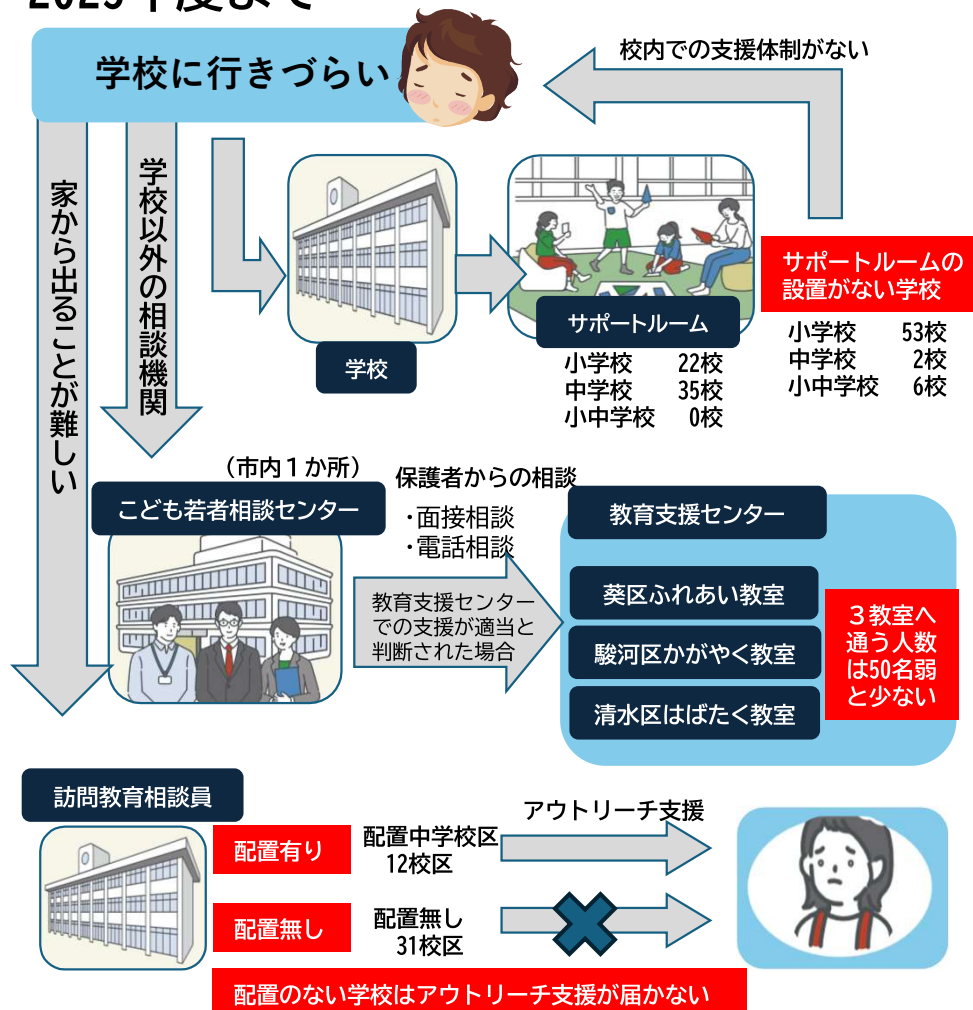 学校に行きづらい
校内での支援体制がない
家から出ることが難しい
学校以外の相談機関
学校
サポートルーム
小学校 22校
中学校 35校
小中学校 0校
サポートルームの
設置がない学校
小学校 53校
中学校 2校
小中学校 6校
(市内１か所)
こども若者相談センター
保護者からの相談
・面接相談
・電話相談
教育支援センター
での支援が適当と
判断された場合
教育支援センター
葵区ふれあい教室
駿河区かがやく教室
清水区はばたく教室
３教室へ
通う人数
は50名弱
と少ない
訪問教育相談員
配置有り
配置中学校区
12校区
アウトリーチ支援
配置無し
配置無し
31校区
配置のない学校はアウトリーチ支援が届かない